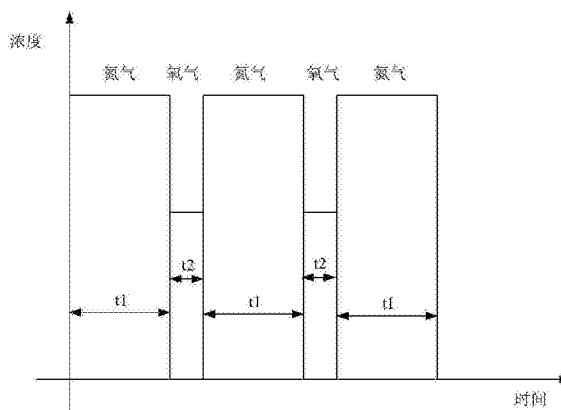 浓度
氮气 氧气 氮气 氧气 氮气
t2 t2
t1 t1 t1
时间